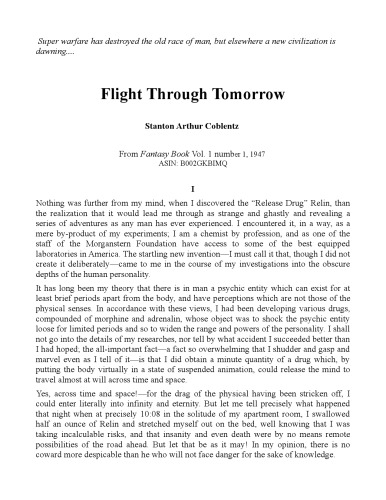 Super warfare has destroyed the old race of man, but elsewhere a new civilization is
dawning....
Flight Through Tomorrow
Stanton Arthur Coblentz
From Fantasy Book Vol. 1 number 1, 1947
ASIN: B002GKBIMQ
I
Nothing was further from my mind, when I discovered the “Release Drug” Relin, than
the realization that it would lead me through as strange and ghastly and revealing a
series of adventures as any man has ever experienced. I encountered it, in a way, as a
mere by-product of my experiments; I am a chemist by profession, and as one of the
staff of the Morganstern Foundation have access to some of the best equipped
laboratories in America. The startling new invention—I must call it that, though I did not
create it deliberately—came to me in the course of my investigations into the obscure
depths of the human personality.
It has long been my theory that there is in man a psychic entity which can exist for at
least brief periods apart from the body, and have perceptions which are not those of the
physical senses. In accordance with these views, I had been developing various drugs,
compounded of morphine and adrenalin, whose object was to shock the psychic entity
loose for limited periods and so to widen the range and powers of the personality. I shall
not go into the details of my researches, nor tell by what accident I succeeded better than
I had hoped; the all-important fact—a fact so overwhelming that I shudder and gasp and
marvel even as I tell of it—is that I did obtain a minute quantity of a drug which, by
putting the body virtually in a state of suspended animation, could release the mind to
travel almost at will across time and space.
Yes, across time and space!—for the drag of the physical having been stricken off, I
could enter literally into infinity and eternity. But let me tell precisely what happened
that night when at precisely 10:08 in the solitude of my apartment room, I swallowed
half an ounce of Relin and stretched myself out on the bed, well knowing that I was
taking incalculable risks, and that insanity and even death were by no means remote
possibilities of the road ahead. But let that be as it may! In my opinion, there is no
coward more despicable than he who will not face danger for the sake of knowledge.